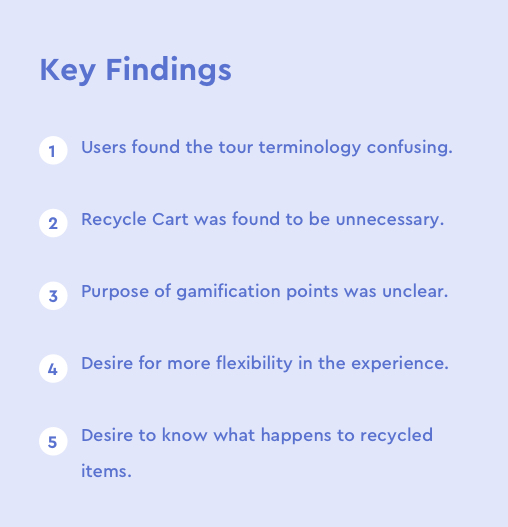 Key Findings
1 Users found the tour terminology confusing.
2 Recycle Cart was found to be unnecessary.
3 Purpose of gamification points was unclear.
4 Desire for more flexibility in the experience.
5 Desire to know what happens to recycled
items.